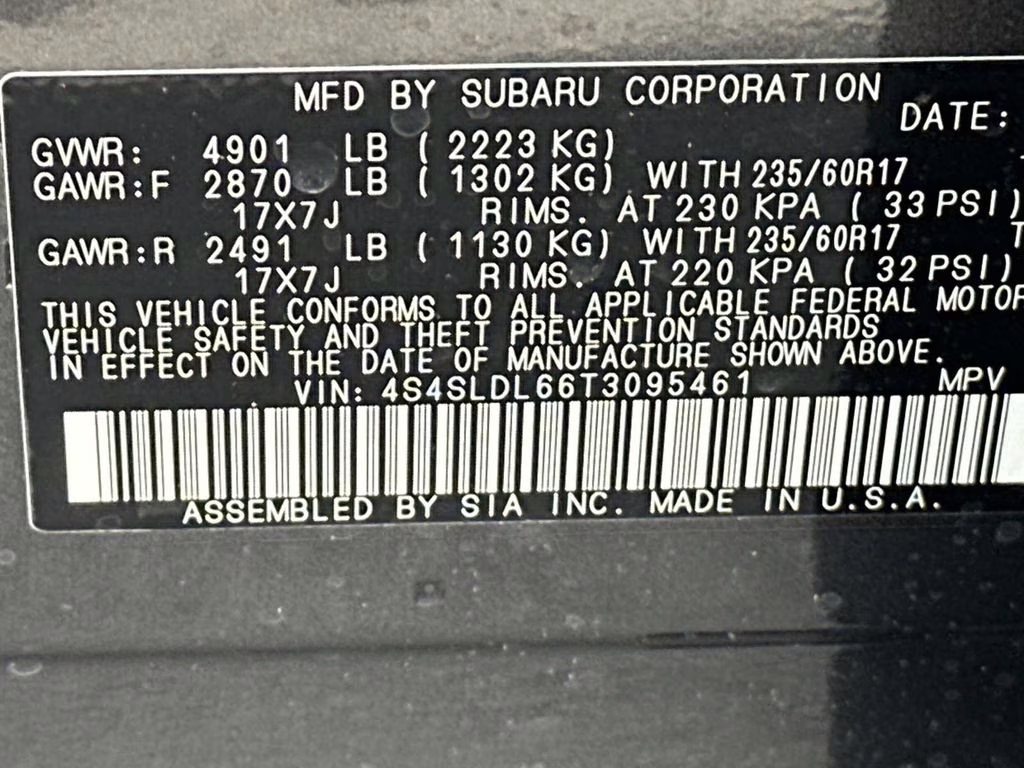 MFD BY SUBARU CORPORATION
DATE:
GVWR: 4901 LB ( 2223 KG)
GAWR:F 2870 LB ( 1302 KG) WITH 235/60R17
17X7J RIMS. AT 230 KPA ( 33 PSI)
GAWR:R 2491 LB ( 1130 KG) WITH 235/60R17 T
17X7J RIMS. AT 220 KPA ( 32 PSI)
THIS VEHICLE CONFORMS TO ALL APPLICABLE FEDERAL MOTOR
VEHICLE SAFETY AND THEFT PREVENTION STANDARDS
IN EFFECT ON THE DATE OF MANUFACTURE SHOWN ABOVE.
VIN: 4S4SLDL66T3095461 MPV
ASSEMBLED BY SIA INC. MADE IN U.S.A.